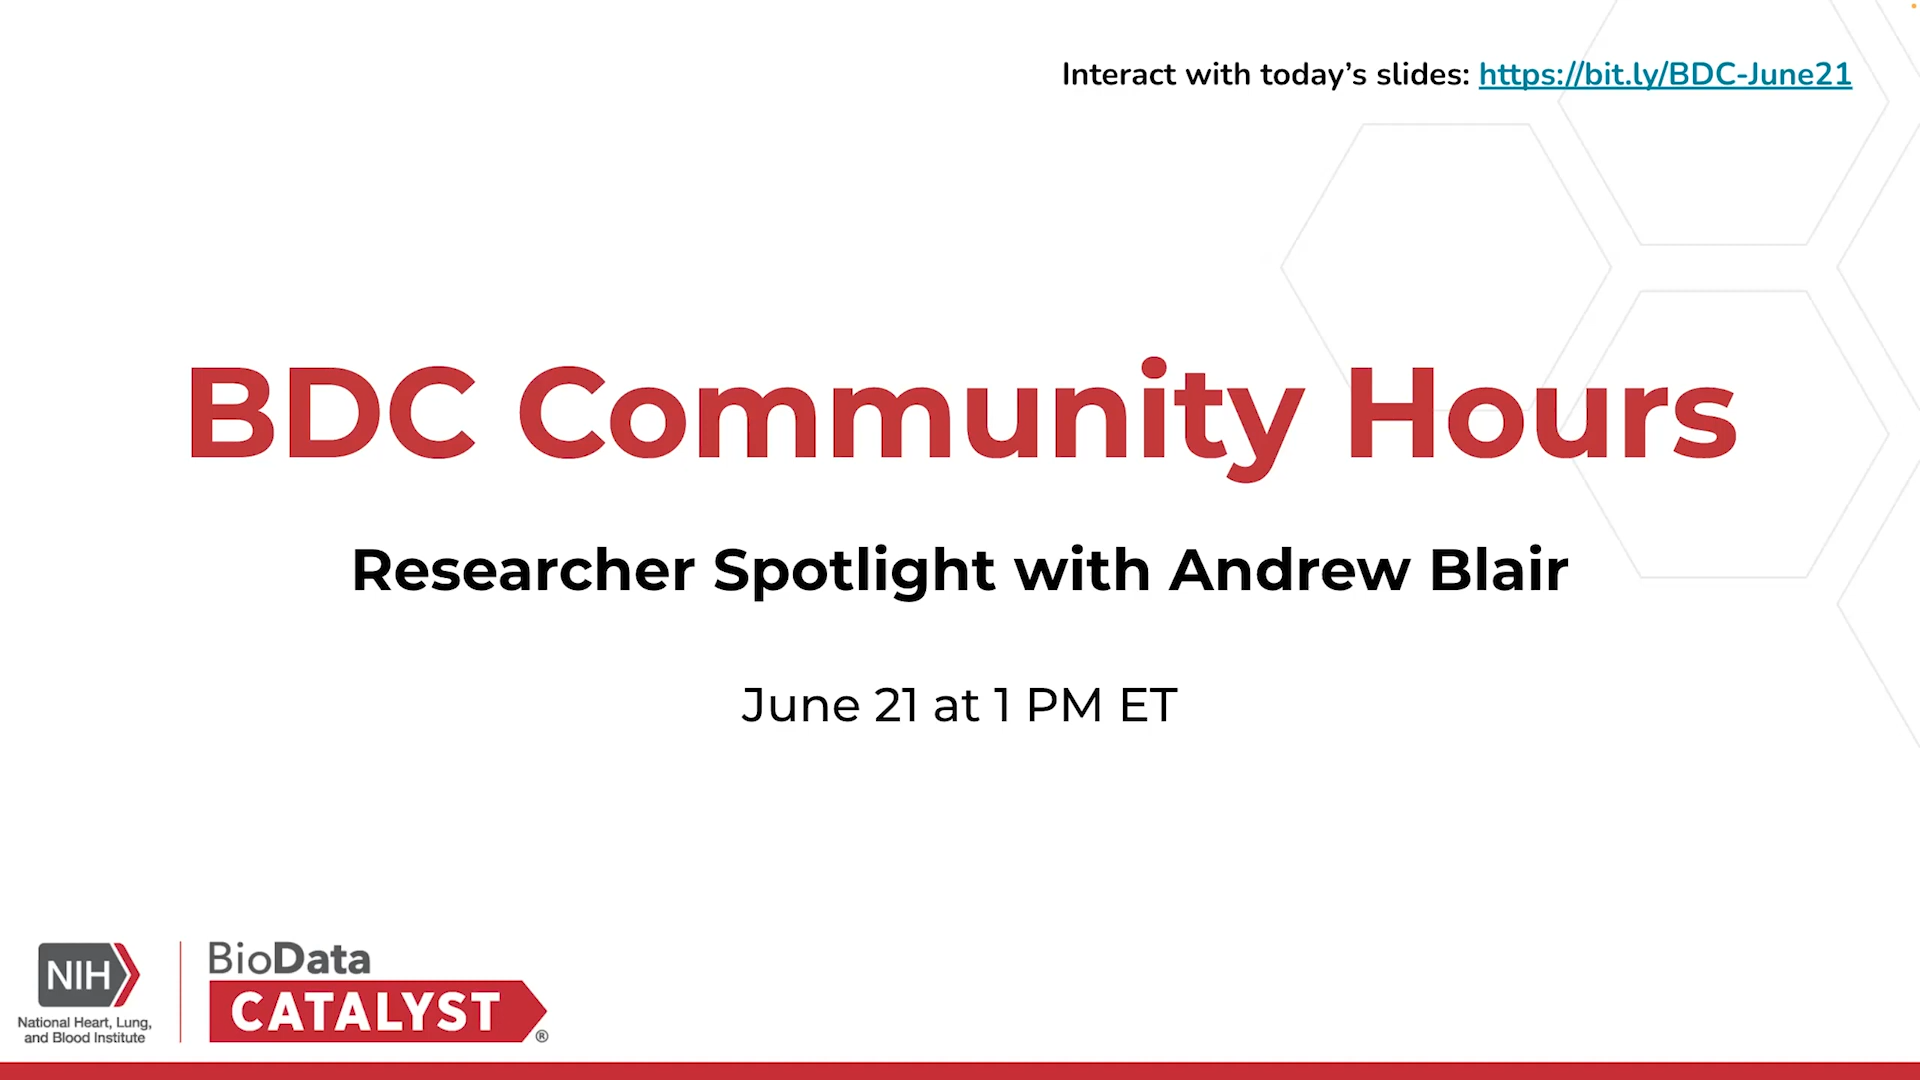 Interact with today’s slides: https://bit.ly/BDC-June21
BDC Community Hours
Researcher Spotlight with Andrew Blair
June 21 at 1 PM ET
NIH
National Heart, Lung,
and Blood Institute
BioData
CATALYST
®